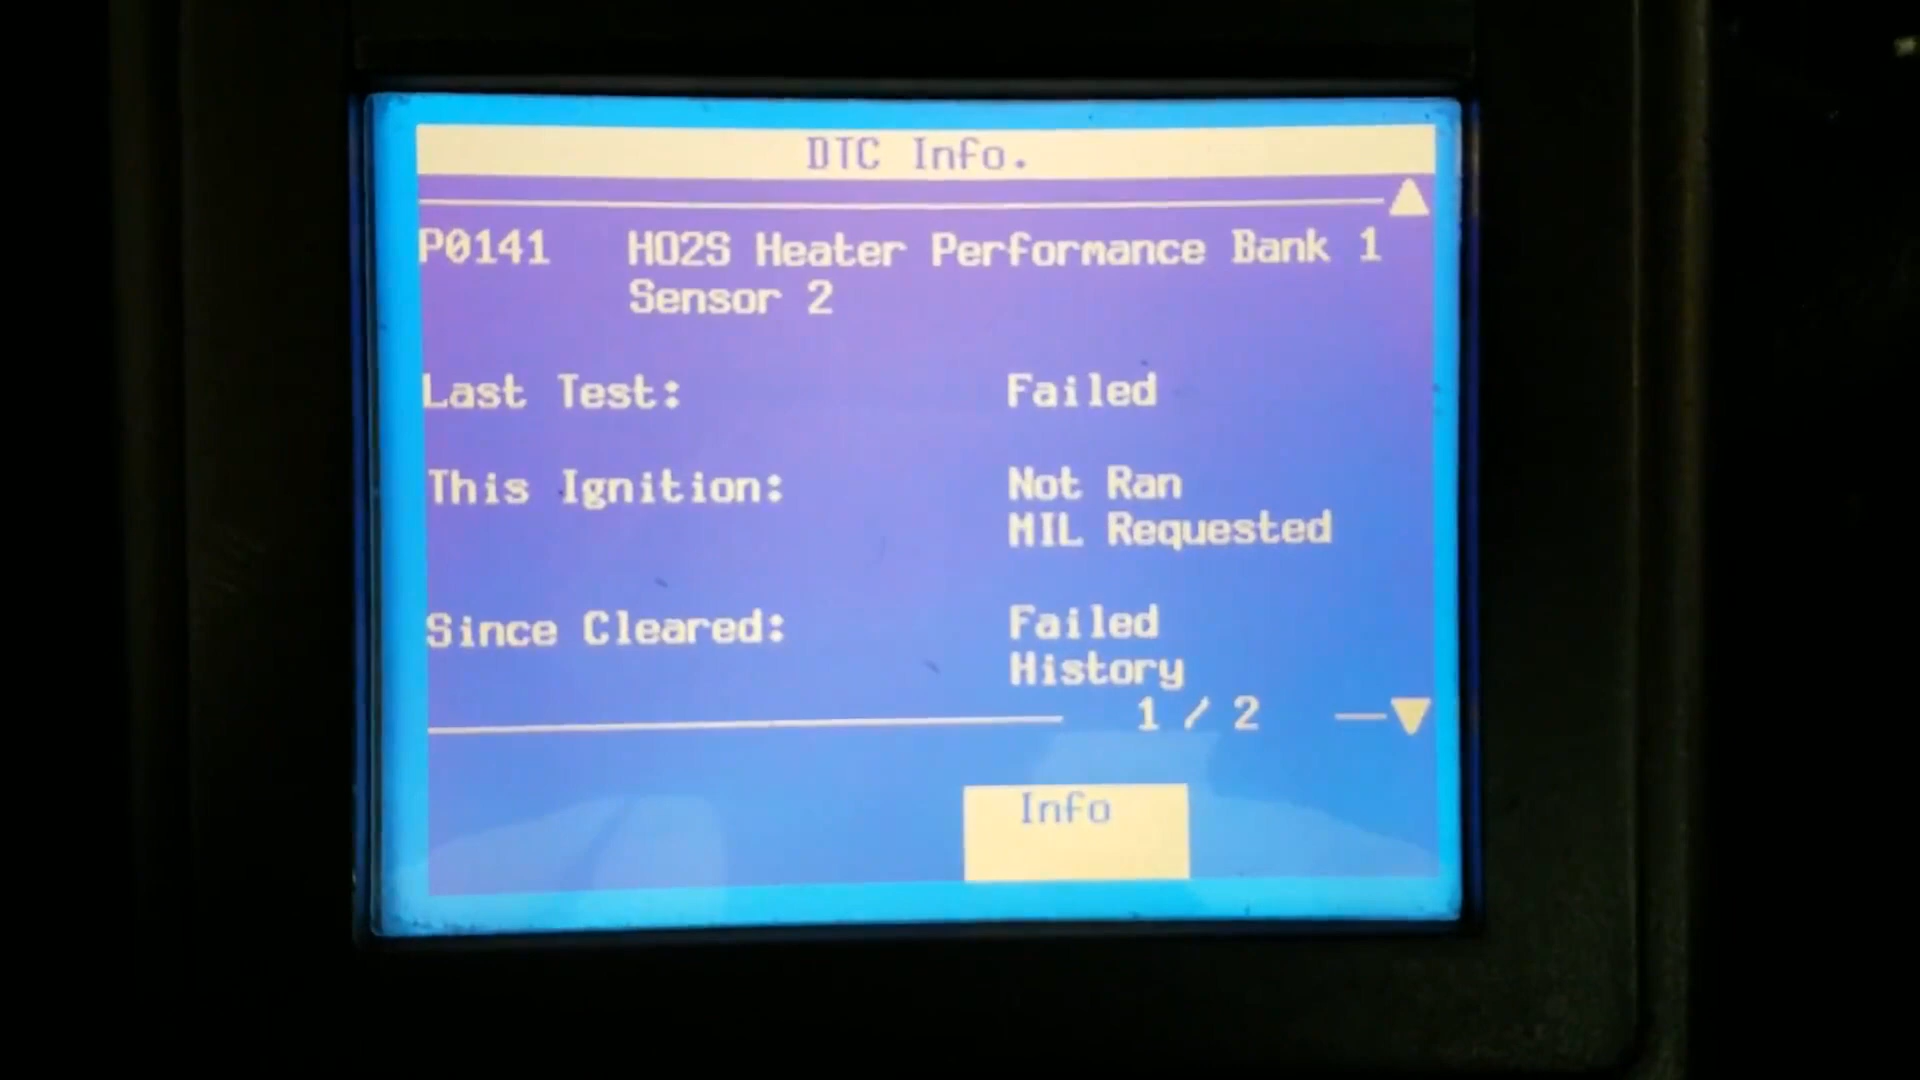 DTC Info.
P0141 HO2S Heater Performance Bank 1
Sensor 2
Last Test: Failed
This Ignition: Not Ran
MIL Requested
Since Cleared: Failed
History
1 / 2
Info